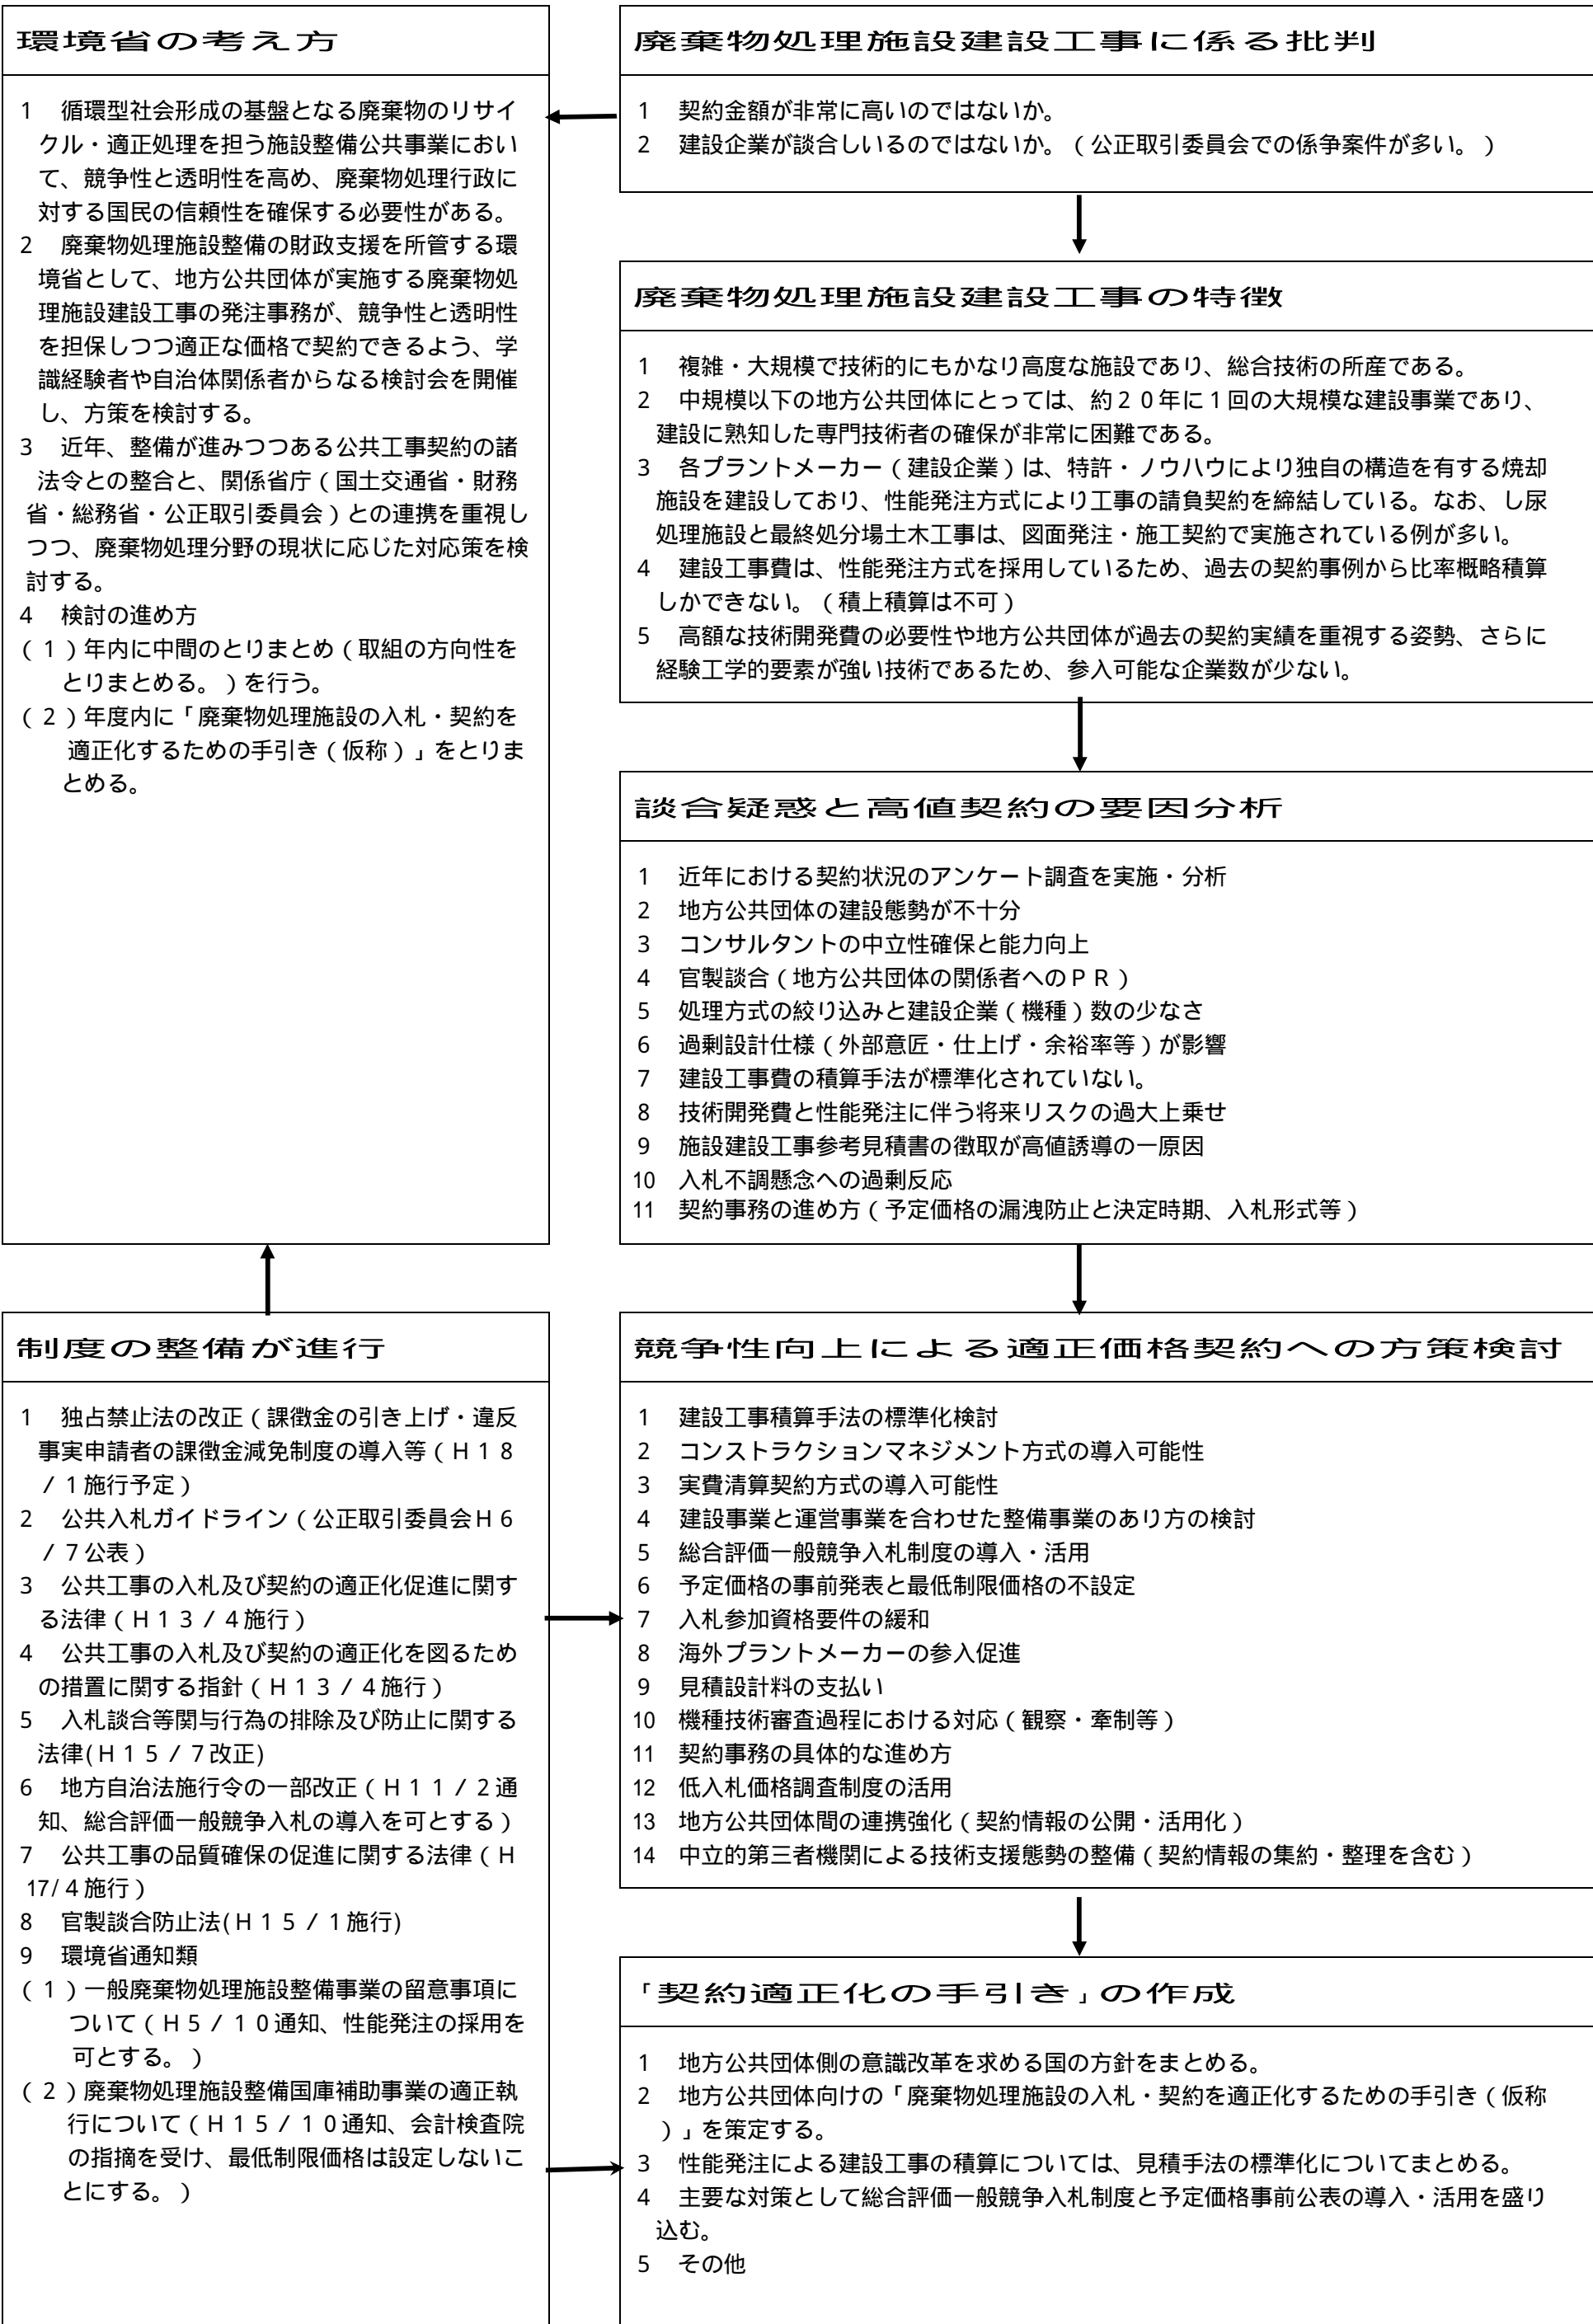 環境省の考え方
1　循環型社会形成の基盤となる廃棄物のリサイ
クル・適正処理を担う施設整備公共事業におい
て、競争性と透明性を高め、廃棄物処理行政に
対する国民の信頼性を確保する必要性がある。
2　廃棄物処理施設整備の財政支援を所管する環
境省として、地方公共団体が実施する廃棄物処
理施設建設工事の発注事務が、競争性と透明性
を担保しつつ適正な価格で契約できるよう、学
識経験者や自治体関係者からなる検討会を開催
し、方策を検討する。
3　近年、整備が進みつつある公共工事契約の諸
法令との整合と、関係省庁（国土交通省・財務
省・総務省・公正取引委員会）との連携を重視し
つつ、廃棄物処理分野の現状に応じた対応策を検
討する。
4　検討の進め方
（１）年内に中間のとりまとめ（取組の方向性を
とりまとめる。）を行う。
（２）年度内に「廃棄物処理施設の入札・契約を
適正化するための手引き（仮称）」をとりま
とめる。
廃棄物処理施設建設工事に係る批判
1　契約金額が非常に高いのではないか。
2　建設企業が談合しいるのではないか。（公正取引委員会での係争案件が多い。）
廃棄物処理施設建設工事の特徴
1　複雑・大規模で技術的にもかなり高度な施設であり、総合技術の所産である。
2　中規模以下の地方公共団体にとっては、約２０年に１回の大規模な建設事業であり、
建設に熟知した専門技術者の確保が非常に困難である。
3　各プラントメーカー（建設企業）は、特許・ノウハウにより独自の構造を有する焼却
施設を建設しており、性能発注方式により工事の請負契約を締結している。なお、し尿
処理施設と最終処分場土木工事は、図面発注・施工契約で実施されている例が多い。
4　建設工事費は、性能発注方式を採用しているため、過去の契約事例から比率概略積算
しかできない。（積上積算は不可）
5　高額な技術開発費の必要性や地方公共団体が過去の契約実績を重視する姿勢、さらに
経験工学的要素が強い技術であるため、参入可能な企業数が少ない。
談合疑惑と高値契約の要因分析
1　近年における契約状況のアンケート調査を実施・分析
2　地方公共団体の建設態勢が不十分
3　コンサルタントの中立性確保と能力向上
4　官製談合（地方公共団体の関係者へのＰＲ）
5　処理方式の絞り込みと建設企業（機種）数の少なさ
6　過剰設計仕様（外部意匠・仕上げ・余裕率等）が影響
7　建設工事費の積算手法が標準化されていない。
8　技術開発費と性能発注に伴う将来リスクの過大上乗せ
9　施設建設工事参考見積書の徴取が高値誘導の一原因
10　入札不調懸念への過剰反応
11　契約事務の進め方（予定価格の漏洩防止と決定時期、入札形式等）
制度の整備が進行
1　独占禁止法の改正（課徴金の引き上げ・違反
事実申請者の課徴金減免制度の導入等（Ｈ１８
／１施行予定）
2　公共入札ガイドライン（公正取引委員会Ｈ６
／７公表）
3　公共工事の入札及び契約の適正化促進に関す
る法律（Ｈ１３／４施行）
4　公共工事の入札及び契約の適正化を図るため
の措置に関する指針（Ｈ１３／４施行）
5　入札談合等関与行為の排除及び防止に関する
法律(Ｈ１５／７改正)
6　地方自治法施行令の一部改正（Ｈ１１／２通
知、総合評価一般競争入札の導入を可とする）
7　公共工事の品質確保の促進に関する法律（Ｈ
17/４施行）
8　官製談合防止法(Ｈ１５／１施行)
9　環境省通知類
（１）一般廃棄物処理施設整備事業の留意事項に
ついて（Ｈ５／１０通知、性能発注の採用を
可とする。）
（２）廃棄物処理施設整備国庫補助事業の適正執
行について（Ｈ１５／１０通知、会計検査院
の指摘を受け、最低制限価格は設定しないこ
とにする。）
競争性向上による適正価格契約への方策検討
1　建設工事積算手法の標準化検討
2　コンストラクションマネジメント方式の導入可能性
3　実費清算契約方式の導入可能性
4　建設事業と運営事業を合わせた整備事業のあり方の検討
5　総合評価一般競争入札制度の導入・活用
6　予定価格の事前発表と最低制限価格の不設定
7　入札参加資格要件の緩和
8　海外プラントメーカーの参入促進
9　見積設計料の支払い
10　機種技術審査過程における対応（観察・牽制等）
11　契約事務の具体的な進め方
12　低入札価格調査制度の活用
13　地方公共団体間の連携強化（契約情報の公開・活用化）
14　中立的第三者機関による技術支援態勢の整備（契約情報の集約・整理を含む）
「契約適正化の手引き」の作成
1　地方公共団体側の意識改革を求める国の方針をまとめる。
2　地方公共団体向けの「廃棄物処理施設の入札・契約を適正化するための手引き（仮称
）」を策定する。
3　性能発注による建設工事の積算については、見積手法の標準化についてまとめる。
4　主要な対策として総合評価一般競争入札制度と予定価格事前公表の導入・活用を盛り
込む。
5　その他